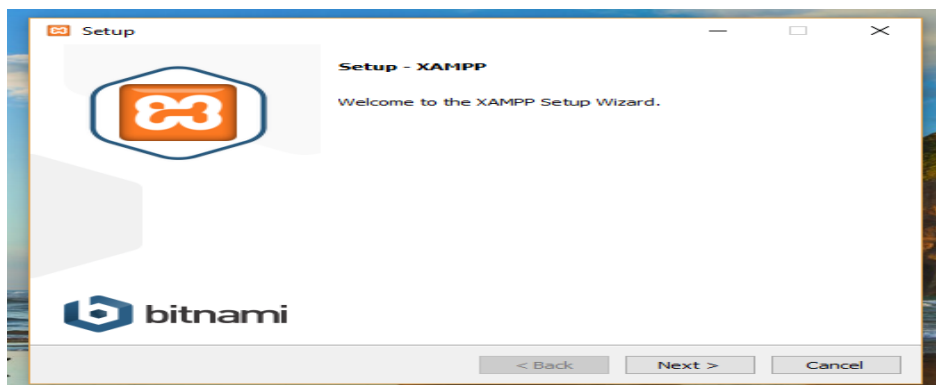 Setup
Setup - XAMPP
Welcome to the XAMPP Setup Wizard.
bitnami
< Back Next > Cancel